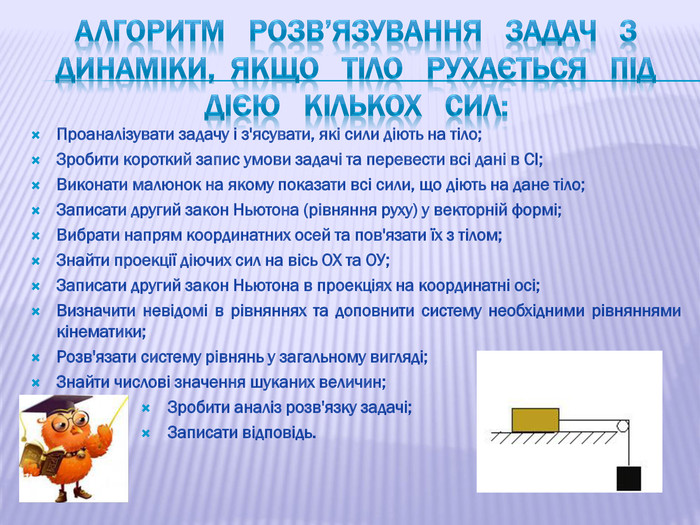 АЛГОРИТМ РОЗВ’ЯЗУВАННЯ ЗАДАЧ З
ДИНАМІКИ, ЯКЩО ТІЛО РУХАЄТЬСЯ ПІД
ДІЄЮ КІЛЬКОХ СИЛ:
Проаналізувати задачу і з'ясувати, які сили діють на тіло;
Зробити короткий запис умови задачі та перевести всі дані в СІ;
Виконати малюнок на якому показати всі сили, що діють на дане тіло;
Записати другий закон Ньютона (рівняння руху) у векторній формі;
Вибрати напрям координатних осей та пов'язати їх з тілом;
Знайти проекції діючих сил на вісь ОХ та ОУ;
Записати другий закон Ньютона в проекціях на координатні осі;
Визначити невідомі в рівняннях та доповнити систему необхідними рівняннями
кінематики;
Розв'язати систему рівнянь у загальному вигляді;
Знайти числові значення шуканих величин;
Зробити аналіз розв'язку задачі;
Записати відповідь.